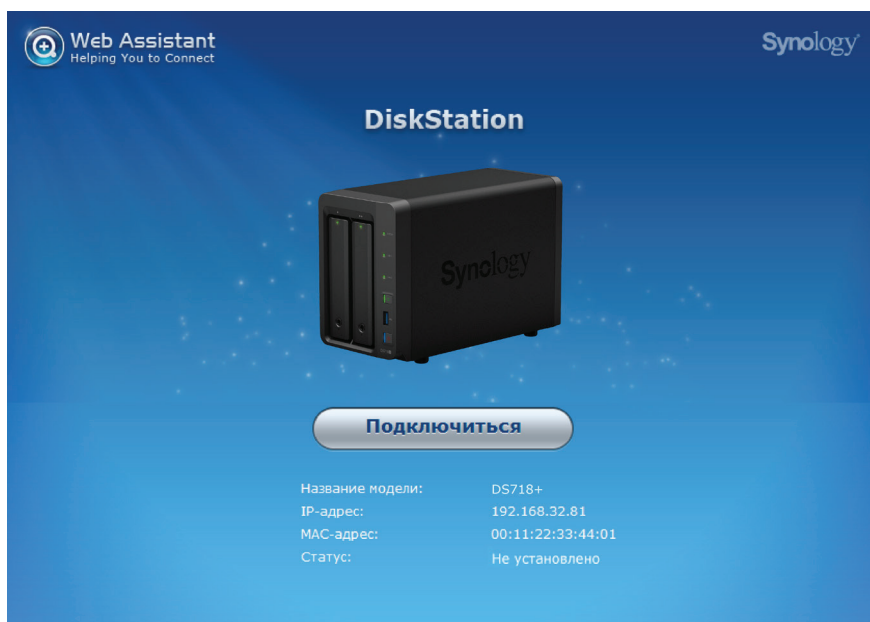 Web Assistant
Helping You to Connect
Synology
DiskStation
Synology
Подключиться
Название модели: DS718+
IP-адрес: 192.168.32.81
MAC-адрес: 00:11:22:33:44:01
Статус: Не установлено